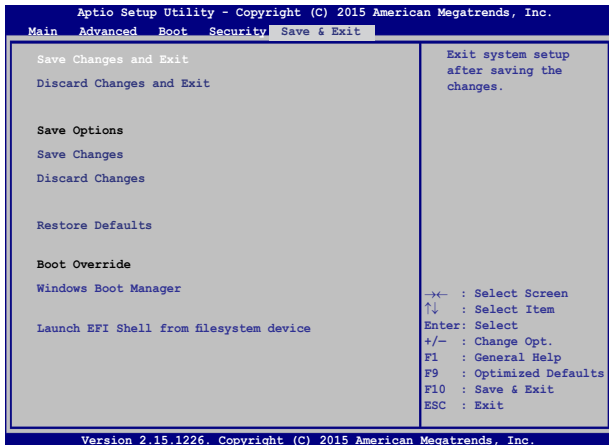 Aptio Setup Utility - Copyright (C) 2015 American Megatrends, Inc.
Main Advanced Boot Security Save & Exit
Save Changes and Exit
Discard Changes and Exit
Save Options
Save Changes
Discard Changes
Restore Defaults
Boot Override
Windows Boot Manager
Launch EFI Shell from filesystem device
Exit system setup
after saving the
changes.
→← : Select Screen
↑↓ : Select Item
Enter: Select
+/— : Change Opt.
F1 : General Help
F9 : Optimized Defaults
F10 : Save & Exit
ESC : Exit
Version 2.15.1226. Copyright (C) 2015 American Megatrends, Inc.